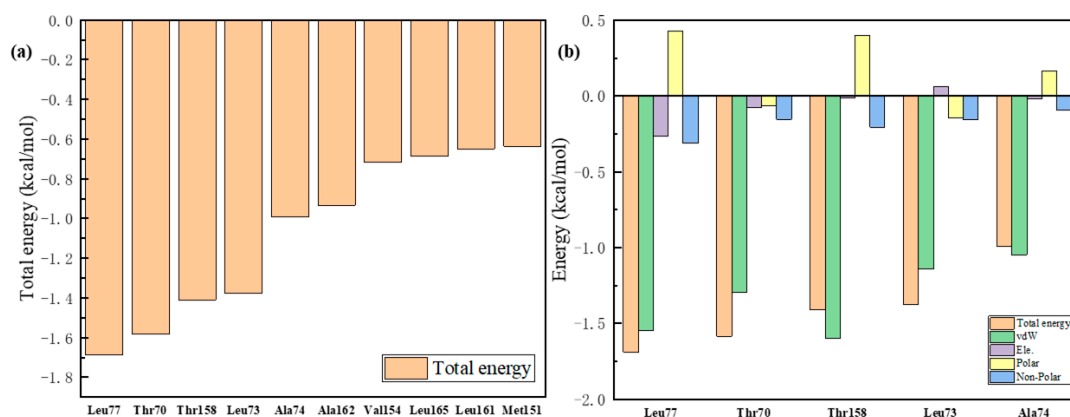 (a)
Total energy (kcal/mol)
0.0
-0.2
-0.4
-0.6
-0.8
-1.0
-1.2
-1.4
-1.6
-1.8
Leu77 Thr70 Thr158 Leu73 Ala74 Ala162 Val154 Leu165 Leu161 Met151
Total energy
(b)
Energy (kcal/mol)
0.5
0.0
-0.5
-1.0
-1.5
-2.0
Leu77 Thr70 Thr158 Leu73 Ala74
Total energy
vdW
Ele.
Polar
Non-Polar